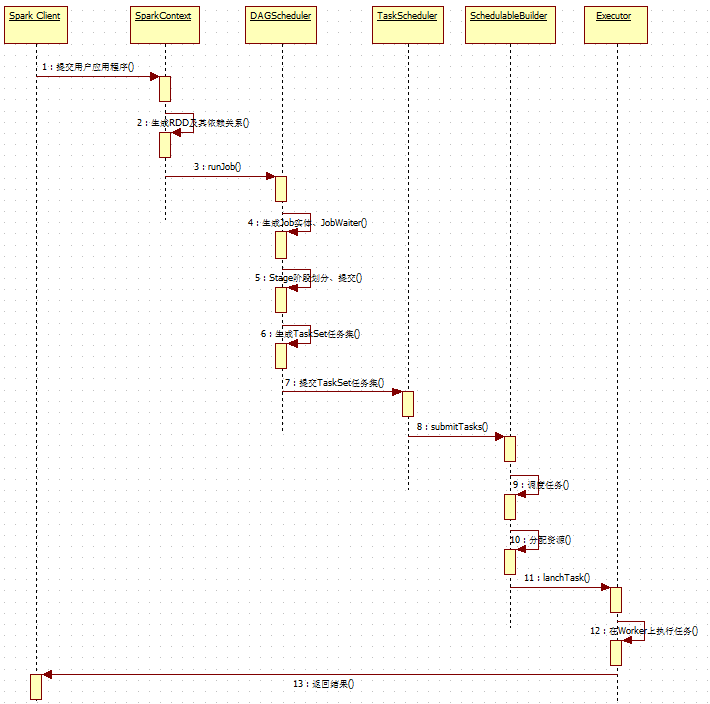 Spark Client
SparkContext
DAGScheduler
TaskScheduler
SchedulableBuilder
Executor
1 : 提交用户应用程序()
2 : 生成RDD及其依赖关系()
3 : runJob()
4 : 生成Job实体、JobWaiter()
5 : Stage阶段划分、提交()
6 : 生成TaskSet任务集()
7 : 提交TaskSet任务集()
8 : submitTasks()
9 : 调度任务()
10 : 分配资源()
11 : lanchTask()
12 : 在Worker上执行任务()
13 : 返回结果()